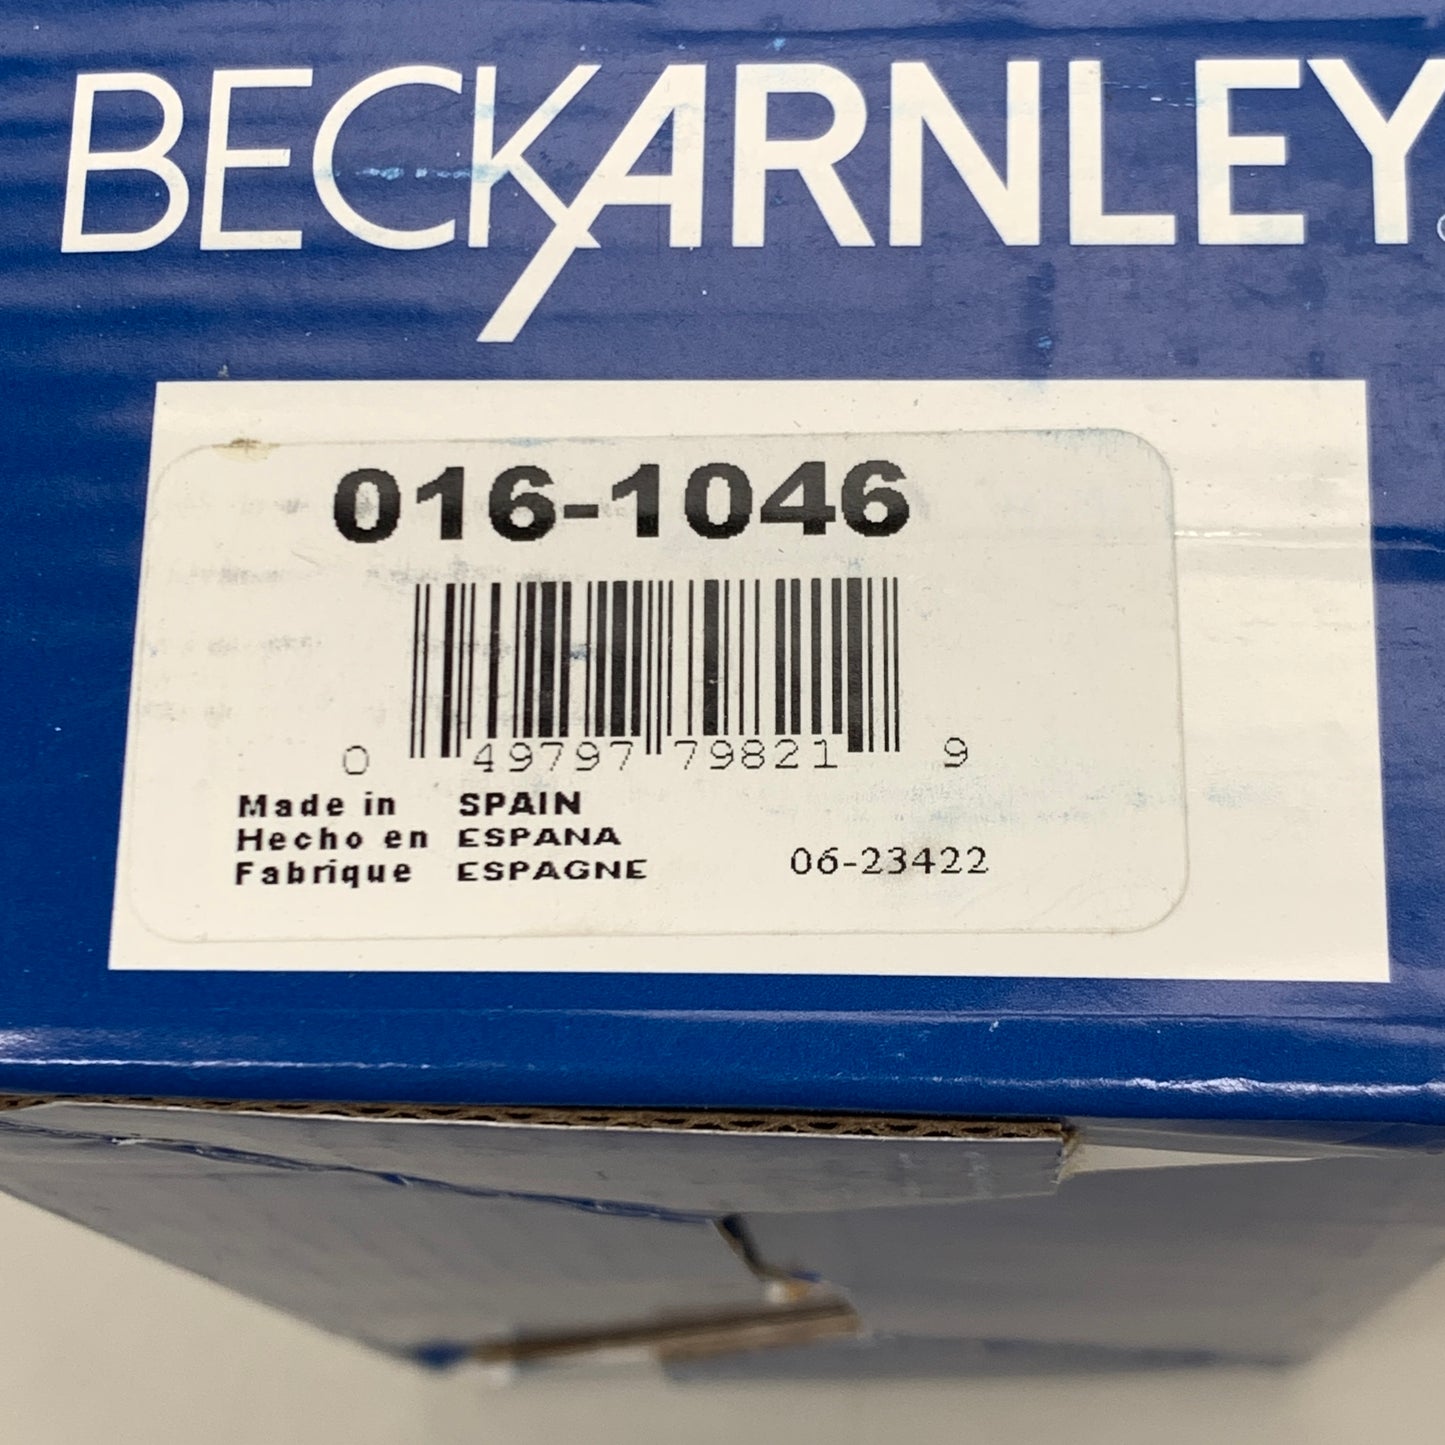 BECKARNLEY
016-1046
0 49797 79821 9
Made in SPAIN
Hecho en ESPANA
Fabrique ESPAGNE
06-23422